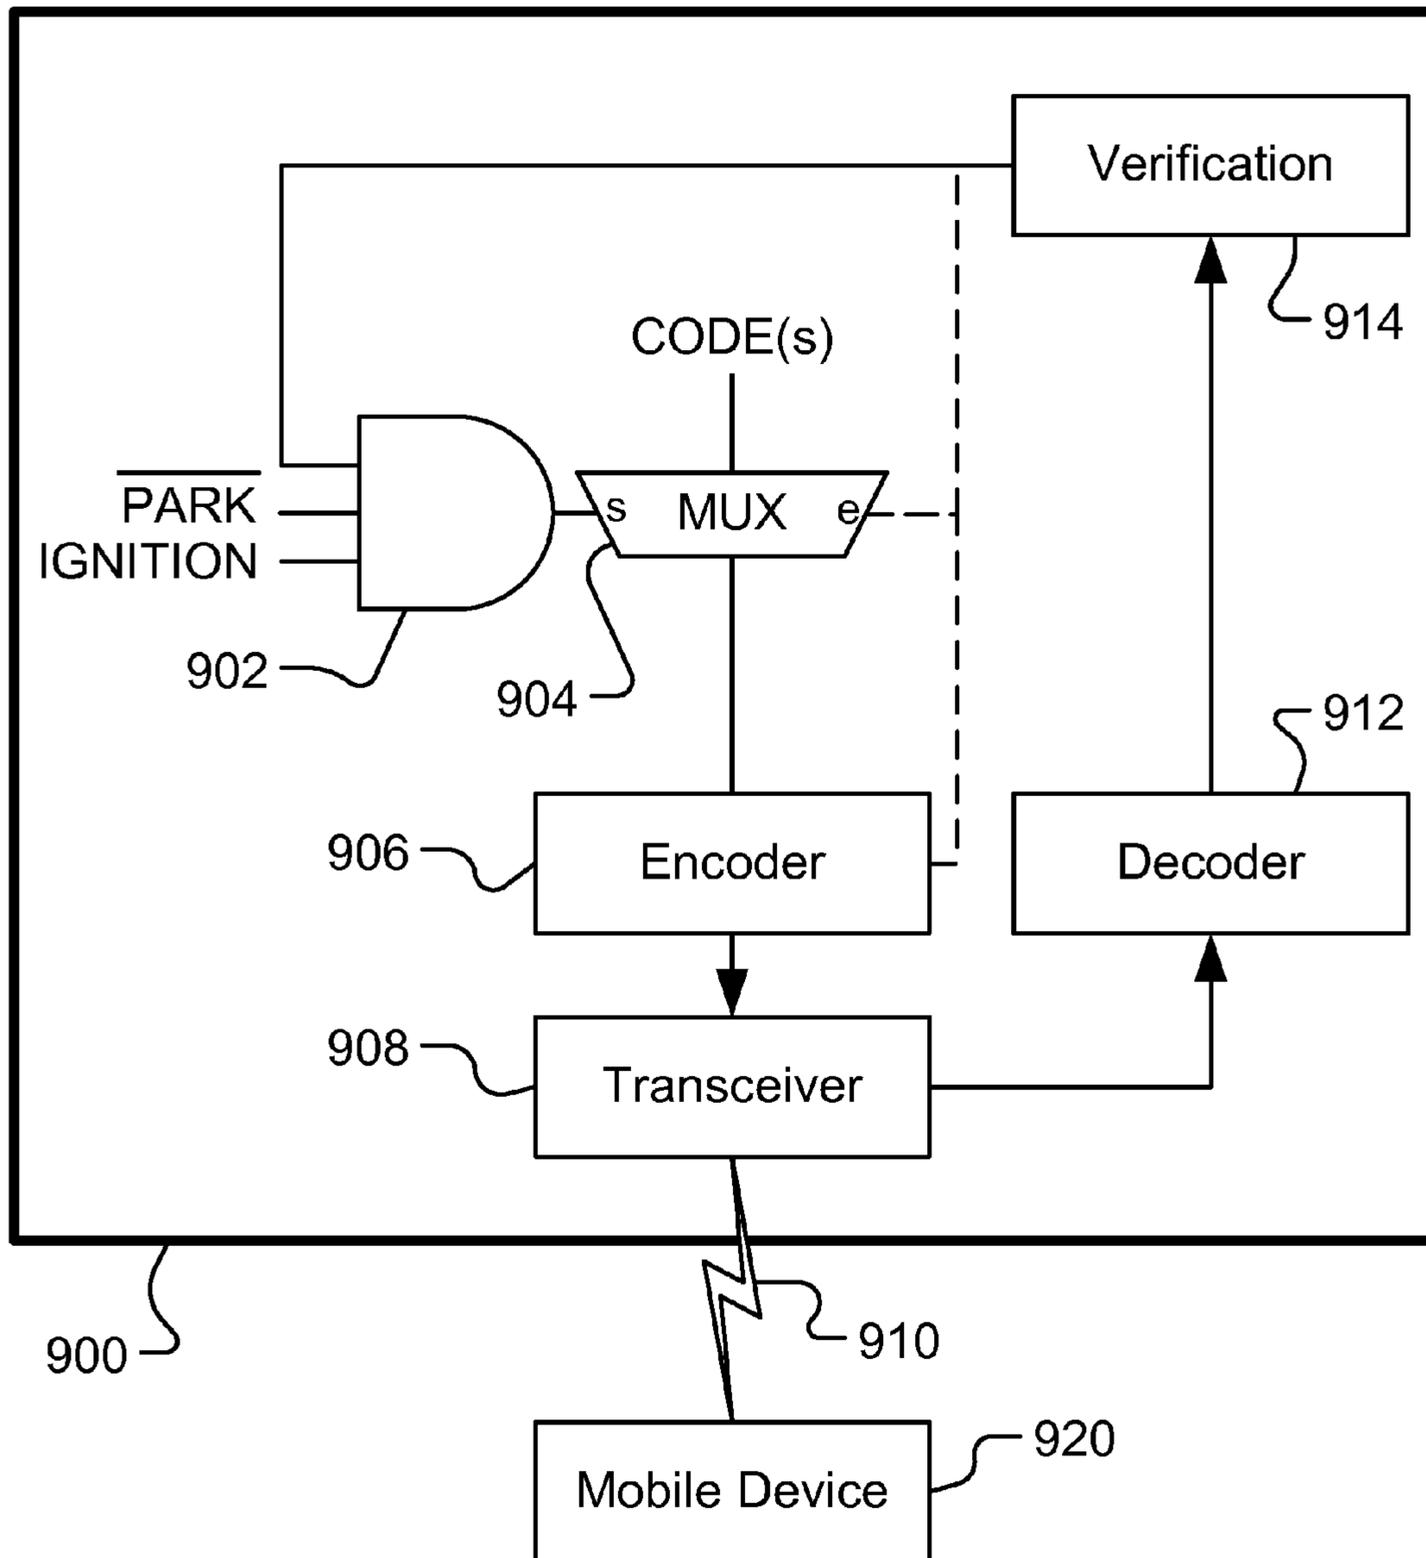 Verification
914
CODE(s)
PARK
s
MUX
e
IGNITION
902
904
912
906
Encoder
Decoder
908
Transceiver
900
910
920
Mobile Device